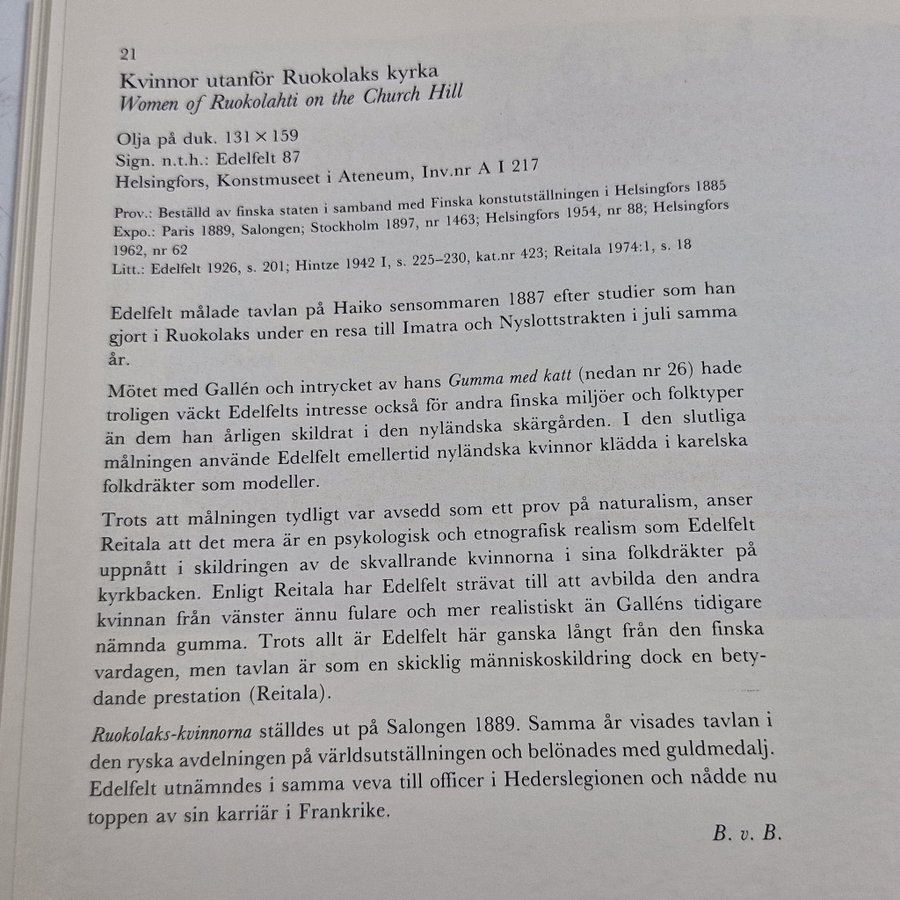 21
Kvinnor utanför Ruokolaks kyrka
Women of Ruokolahti on the Church Hill
Olja på duk. 131 × 159
Sign. n.t.h.: Edelfelt 87
Helsingfors, Konstmuseet i Ateneum, Inv.nr A I 217
Prov.: Beställd av finska staten i samband med Finska konstutställningen i Helsingfors 1885
Expo.: Paris 1889, Salongen; Stockholm 1897, nr 1463; Helsingfors 1954, nr 88; Helsingfors
1962, nr 62
Litt.: Edelfelt 1926, s. 201; Hintze 1942 I, s. 225–230, kat.nr 423; Reitala 1974:1, s. 18
Edelfelt målade tavlan på Haiko sensommaren 1887 efter studier som han
gjort i Ruokolaks under en resa till Imatra och Nyslottstrakten i juli samma
år.
Mötet med Gallén och intrycket av hans Gumma med katt (nedan nr 26) hade
troligen väckt Edelfelts intresse också för andra finska miljöer och folktyper
än dem han årligen skildrat i den nyländska skärgården. I den slutliga
målningen använde Edelfelt emellertid nyländska kvinnor klädda i karelska
folkdräkter som modeller.
Trots att målningen tydligt var avsedd som ett prov på naturalism, anser
Reitala att det mera är en psykologisk och etnografisk realism som Edelfelt
uppnått i skildringen av de skvallrande kvinnorna i sina folkdräkter på
kyrkbacken. Enligt Reitala har Edelfelt strävat till att avbilda den andra
kvinnan från vänster ännu fulare och mer realistiskt än Galléns tidigare
nämnda gumma. Trots allt är Edelfelt här ganska långt från den finska
vardagen, men tavlan är som en skicklig människoskildring dock en bety-
dande prestation (Reitala).
Ruokolaks-kvinnorna ställdes ut på Salongen 1889. Samma år visades tavlan i
den ryska avdelningen på världsutställningen och belönades med guldmedalj.
Edelfelt utnämndes i samma veva till officer i Hederslegionen och nådde nu
toppen av sin karriär i Frankrike.
B. v. B.